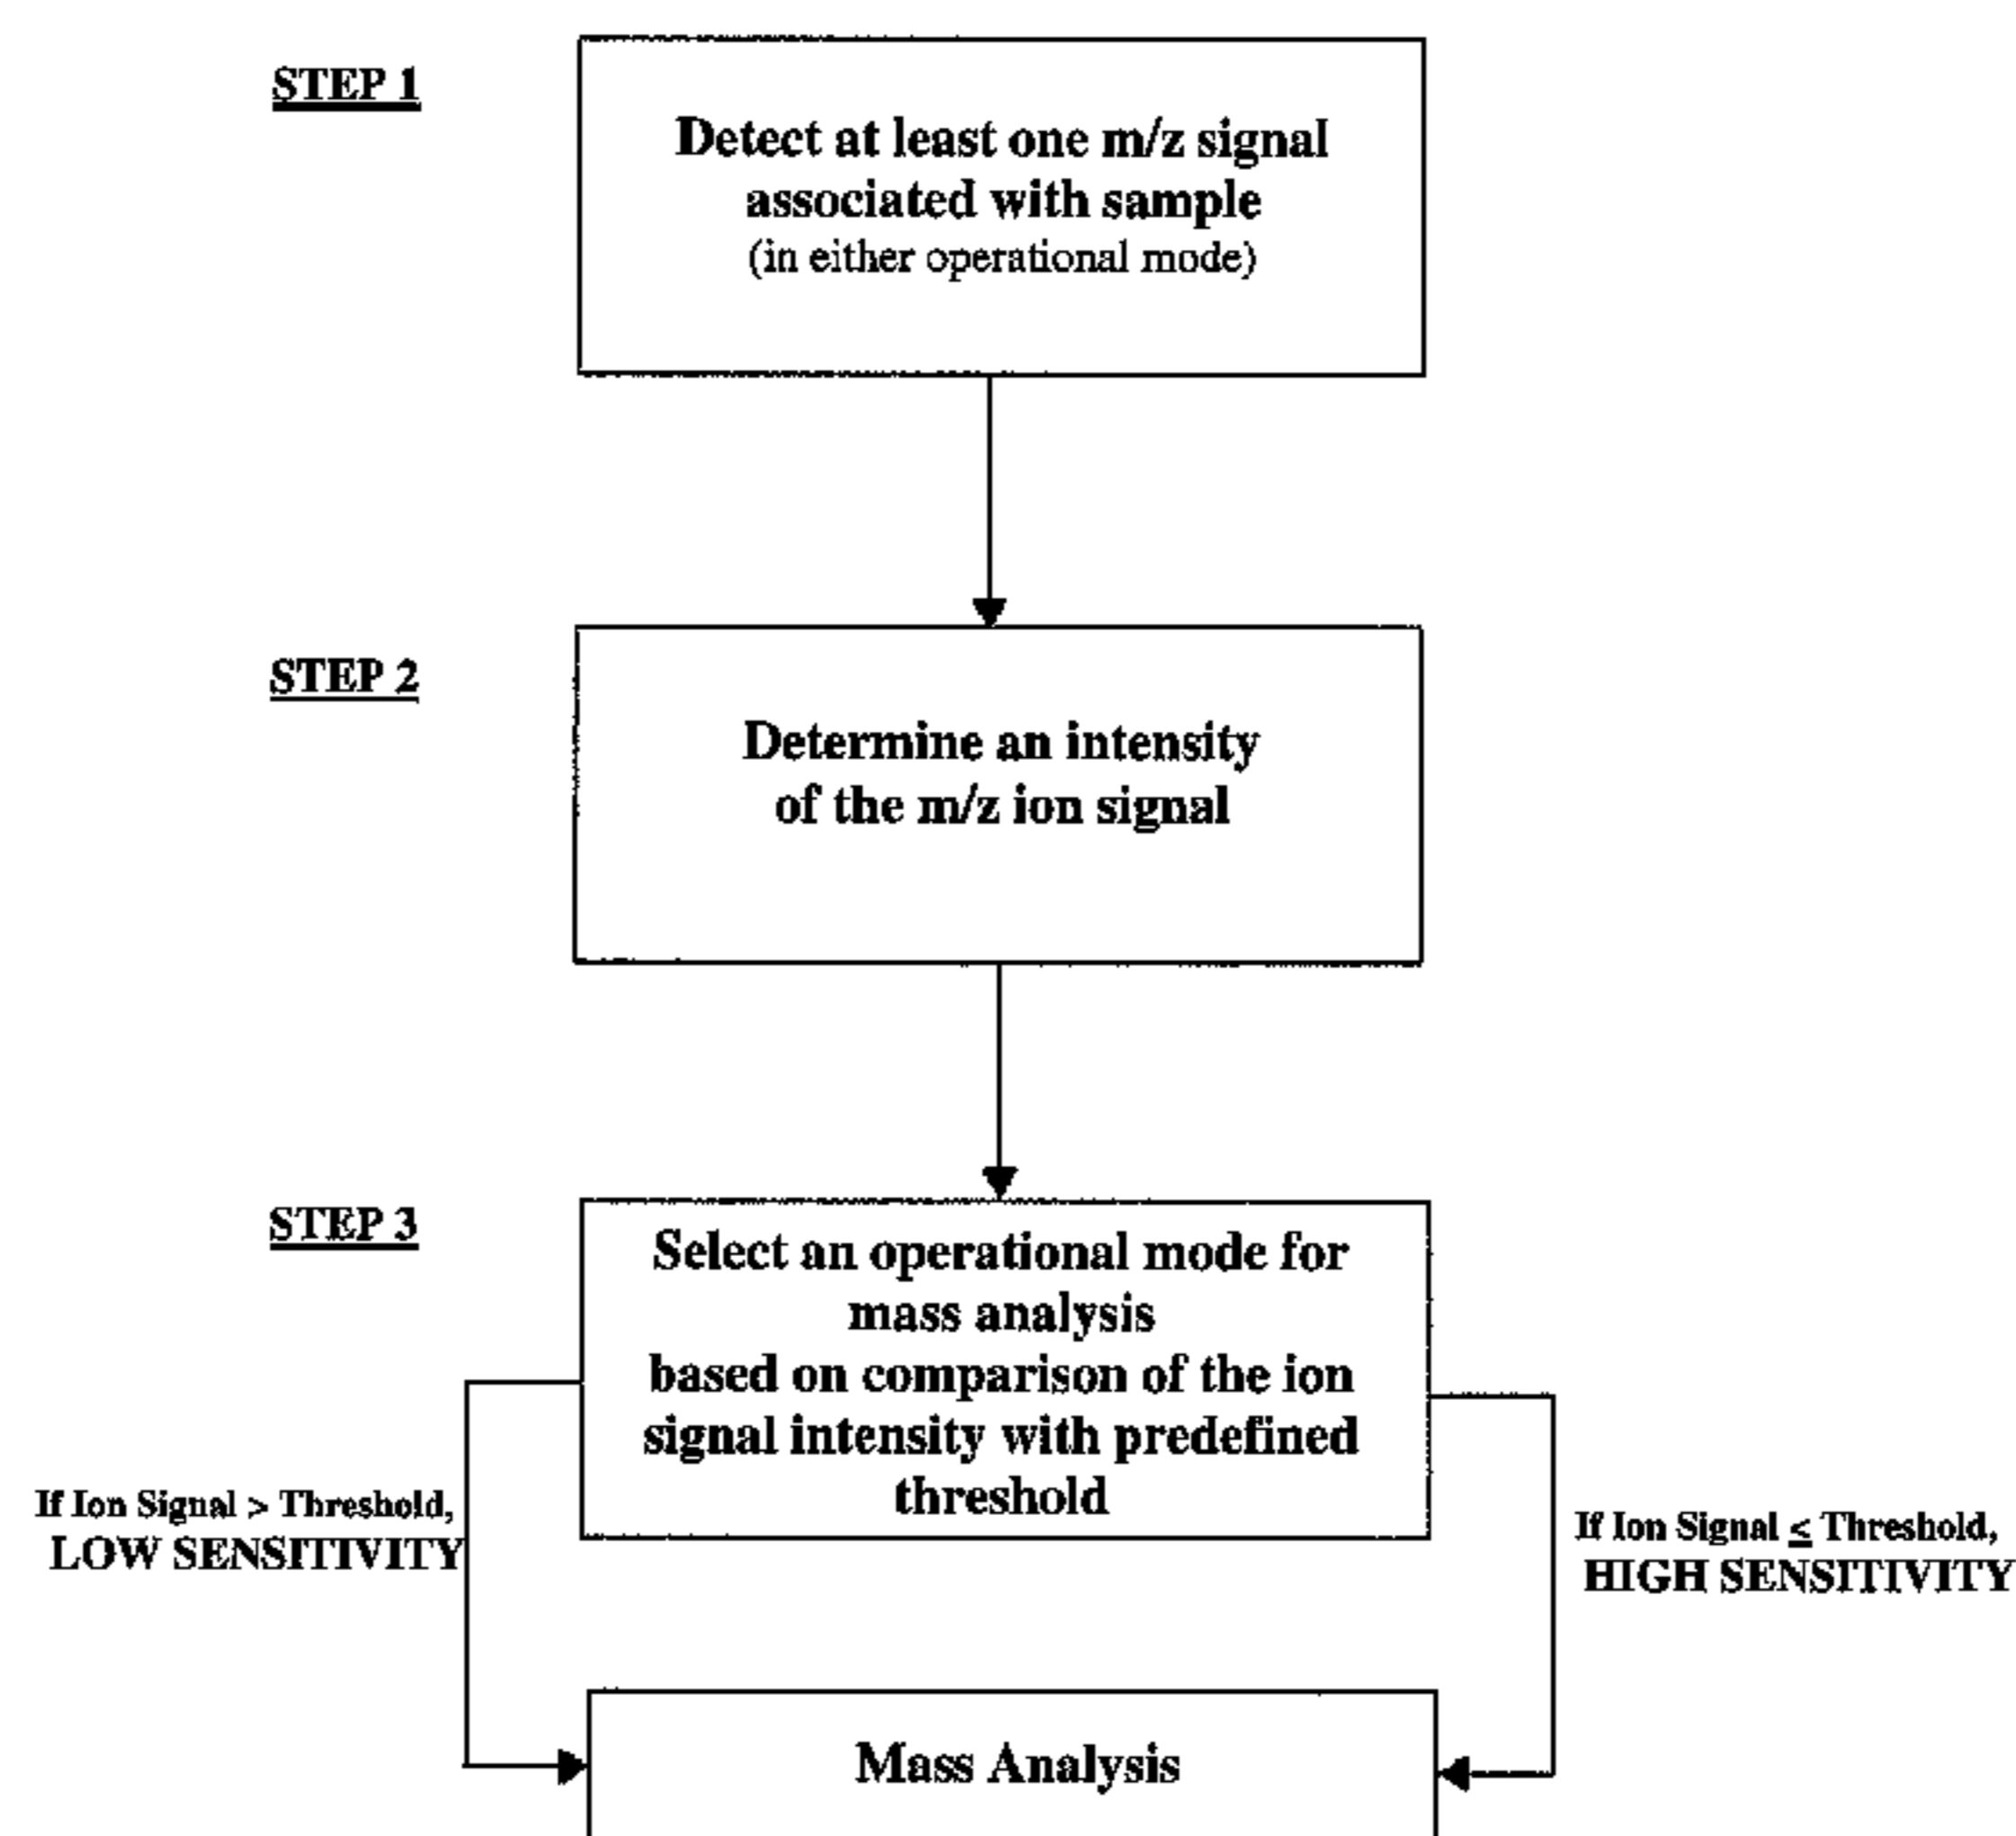 STEP 1
Detect at least one m/z signal
associated with sample
(in either operational mode)
STEP 2
Determine an intensity
of the m/z ion signal
STEP 3
Select an operational mode for
mass analysis
based on comparison of the ion
signal intensity with predefined
threshold
If Ion Signal > Threshold,
LOW SENSITIVITY
If Ion Signal ≤ Threshold,
HIGH SENSITIVITY
Mass Analysis